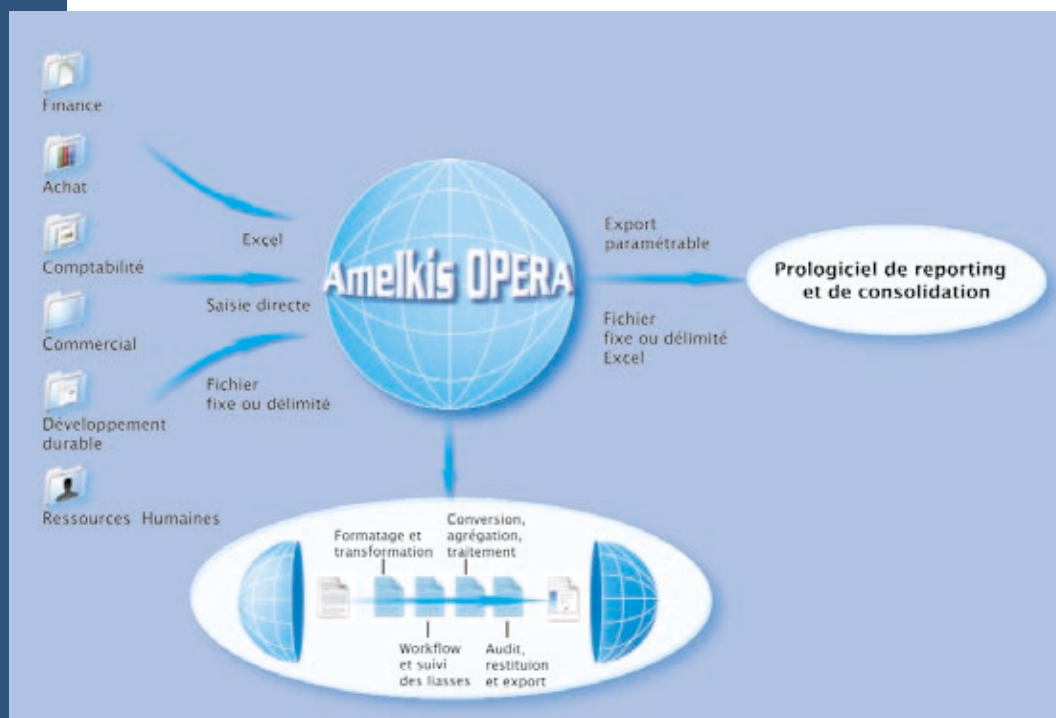 Finance
Achat
Comptabilité
Commercial
Développement
durable
Ressources Humaines
Excel
Saisie directe
Fichier
fixe ou délimité
Amelkis OPERA
Export
paramétrable
Fichier
fixe ou délimité
Excel
Prologiciel de reporting
et de consolidation
Formatage et
transformation
Conversion,
agrégation,
traitement
Workflow
et suivi
des liasses
Audit,
restituion
et export